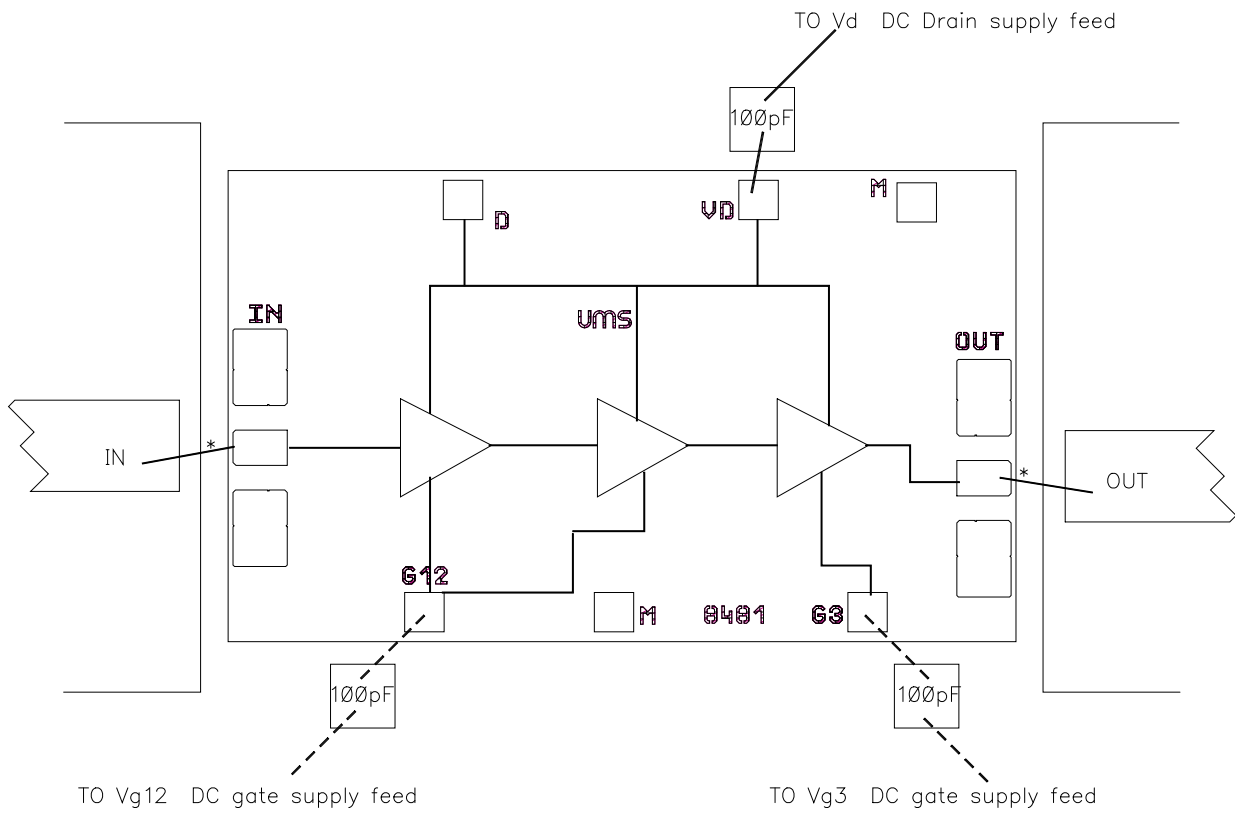 TO Vd DC Drain supply feed
100pF
M
VD
D
IN
UMS
OUT
*
IN
*
OUT
G12
M
8481
G3
100pF
100pF
TO Vg12 DC gate supply feed
TO Vg3 DC gate supply feed